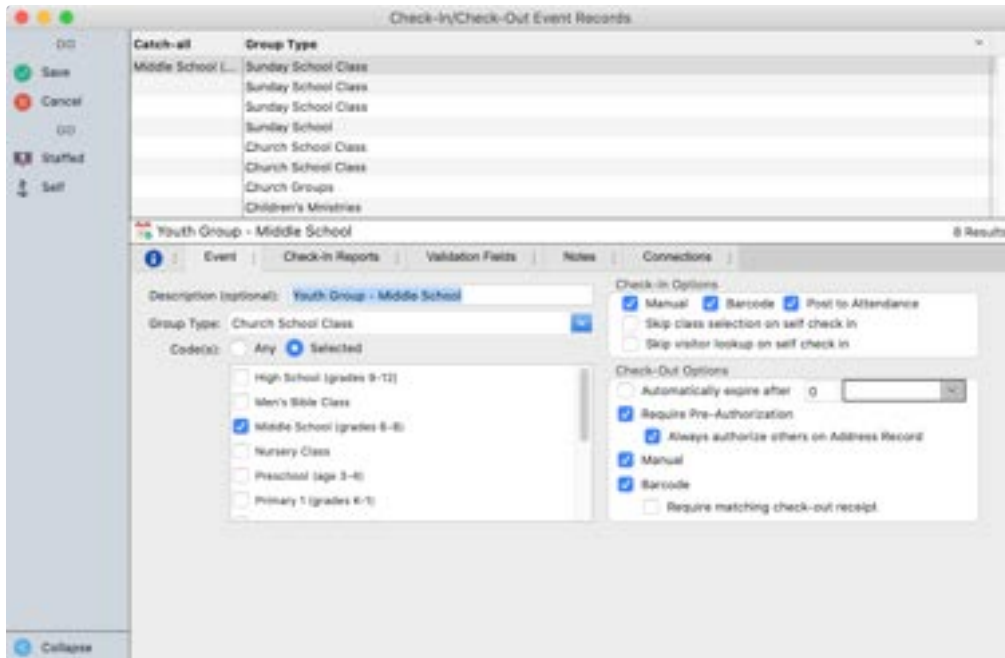 Check-In/Check-Out Event Records
DO
Save
Cancel
GO
Staffed
Self
Collapse
Catch-all Group Type
Middle School (... Sunday School Class
Sunday School Class
Sunday School Class
Sunday School
Church School Class
Church School Class
Church Groups
Children's Ministries
Youth Group - Middle School 8 Results
Event Check-In Reports Validation Fields Notes Connections
Description (optional): Youth Group - Middle School
Group Type: Church School Class
Code(s): Any Selected
High School (grades 9-12)
Men's Bible Class
Middle School (grades 6-8)
Nursery Class
Preschool (age 3-4)
Primary 1 (grades K-1)
Check-In Options
Manual Barcode Post to Attendance
Skip class selection on self check in
Skip visitor lookup on self check in
Check-Out Options
Automatically expire after 0
Require Pre-Authorization
Always authorize others on Address Record
Manual
Barcode
Require matching check-out receipt